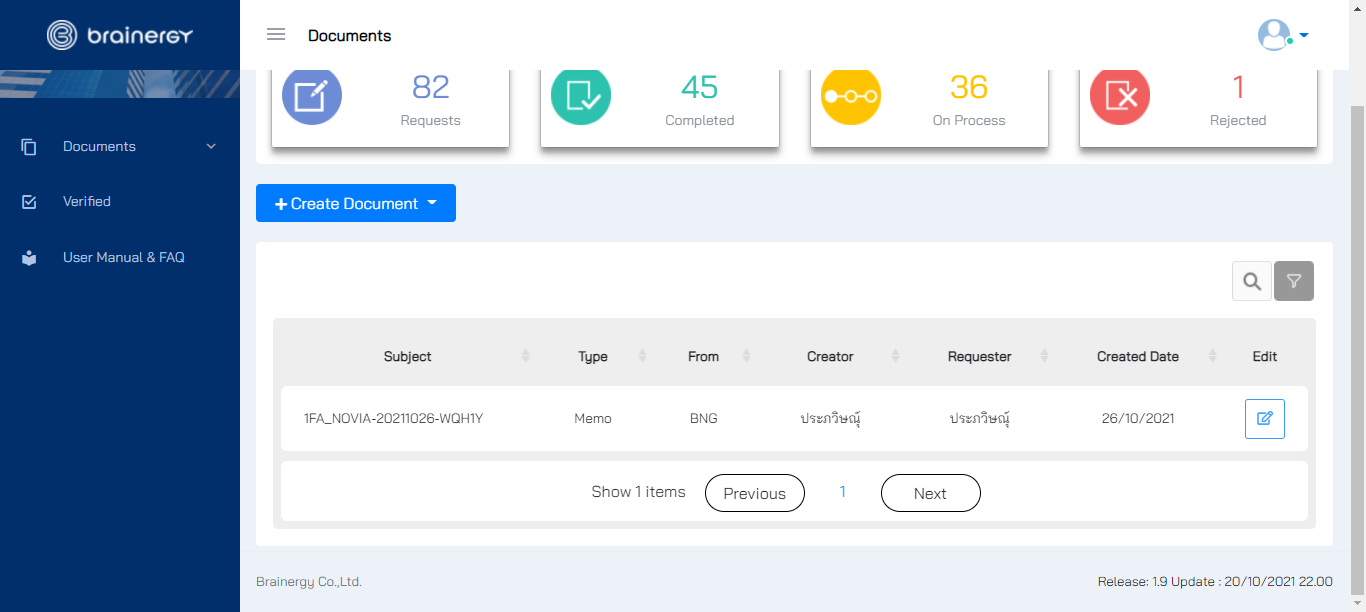 brainergy
Documents
82
Requests
45
Completed
36
On Process
1
Rejected
Documents
Verified
User Manual & FAQ
Create Document
Subject Type From Creator Requester Created Date Edit
1FA_NOVIA-20211026-WQH1Y Memo BNG ประภวิษณุ์ ประภวิษณุ์ 26/10/2021
Show 1 items Previous 1 Next
Brainergy Co.,Ltd. Release: 1.9 Update : 20/10/2021 22.00